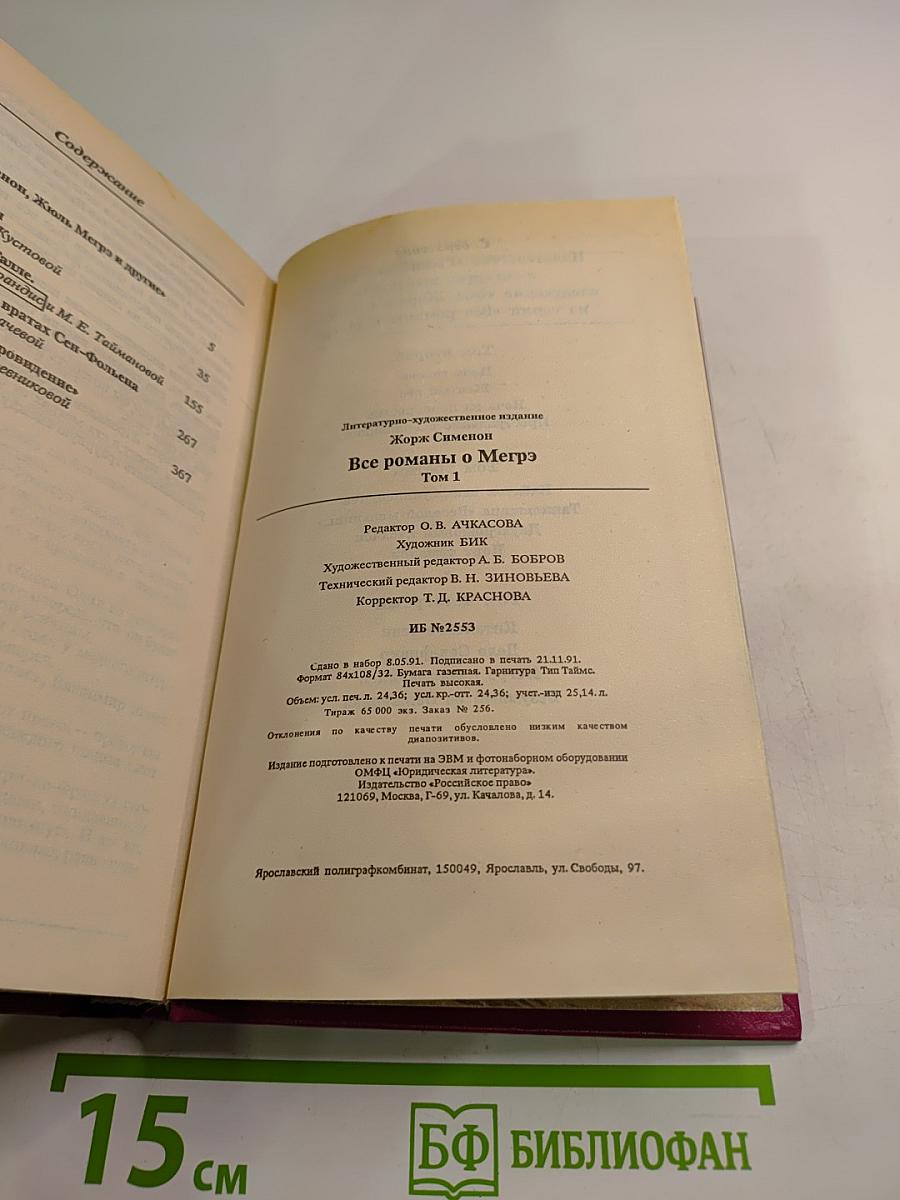 Содержание
Жюль Мегрэ и другие»
5
Кустовой
35
и М. Е. Таймановой
155
вратах Сен-Фольена
267
367
Литературно-художественное издание
Жорж Сименон
Все романы о Мегрэ
Том 1
Редактор О. В. АЧКАСОВА
Художник БИК
Художественный редактор А. Б. БОБРОВ
Технический редактор В. Н. ЗИНОВЬЕВА
Корректор Т. Д. КРАСНОВА
ИБ №2553
Сдано в набор 8.05.91. Подписано в печать 21.11.91.
Формат 84x108/32. Бумага газетная. Гарнитура Тип Таймс.
Печать высокая.
Объем: усл. печ. л. 24,36; усл. кр.-отт. 24,36; учет.-изд 25,14. л.
Тираж 65 000 экз. Заказ № 256.
Отклонения по качеству печати обусловлено низким качеством
диапозитивов.
Издание подготовлено к печати на ЭВМ и фотонаборном оборудовании
ОМФЦ «Юридическая литература».
Издательство «Российское право»
121069, Москва, Г-69, ул. Качалова, д. 14.
Ярославский полиграфкомбинат, 150049, Ярославль, ул. Свободы, 97.
15 см
БФ БИБЛИОФАН